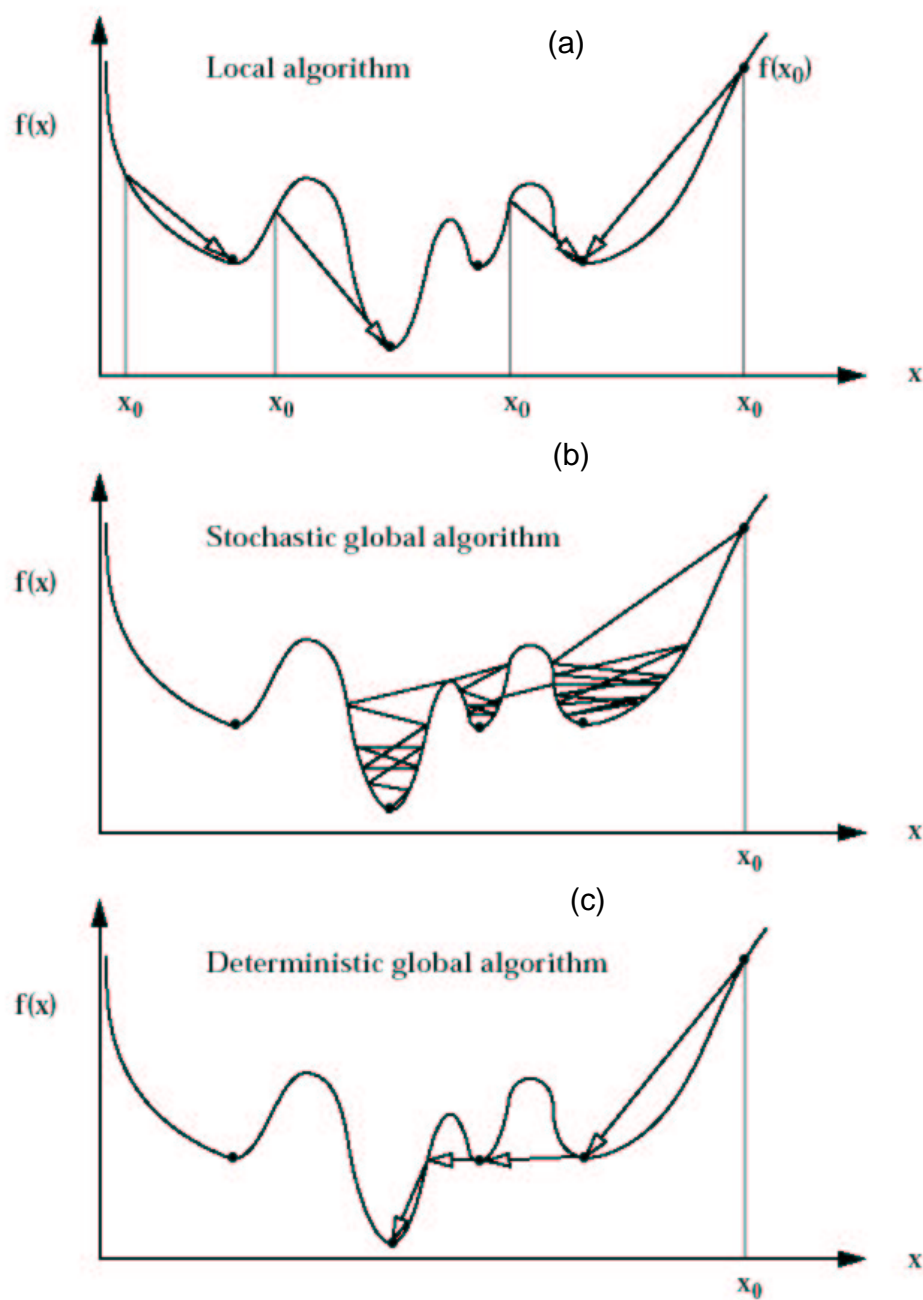 (a)
Local algorithm
f(x₀)
f(x)
x
x₀ x₀ x₀ x₀
(b)
Stochastic global algorithm
f(x)
x
x₀
(c)
Deterministic global algorithm
f(x)
x
x₀